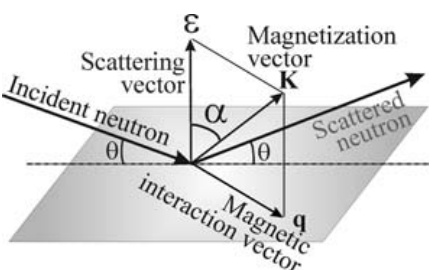 ε
Scattering
vector
Magnetization
vector
K
α
Incident neutron
θ
θ
Scattered
neutron
Magnetic
interaction vector
q